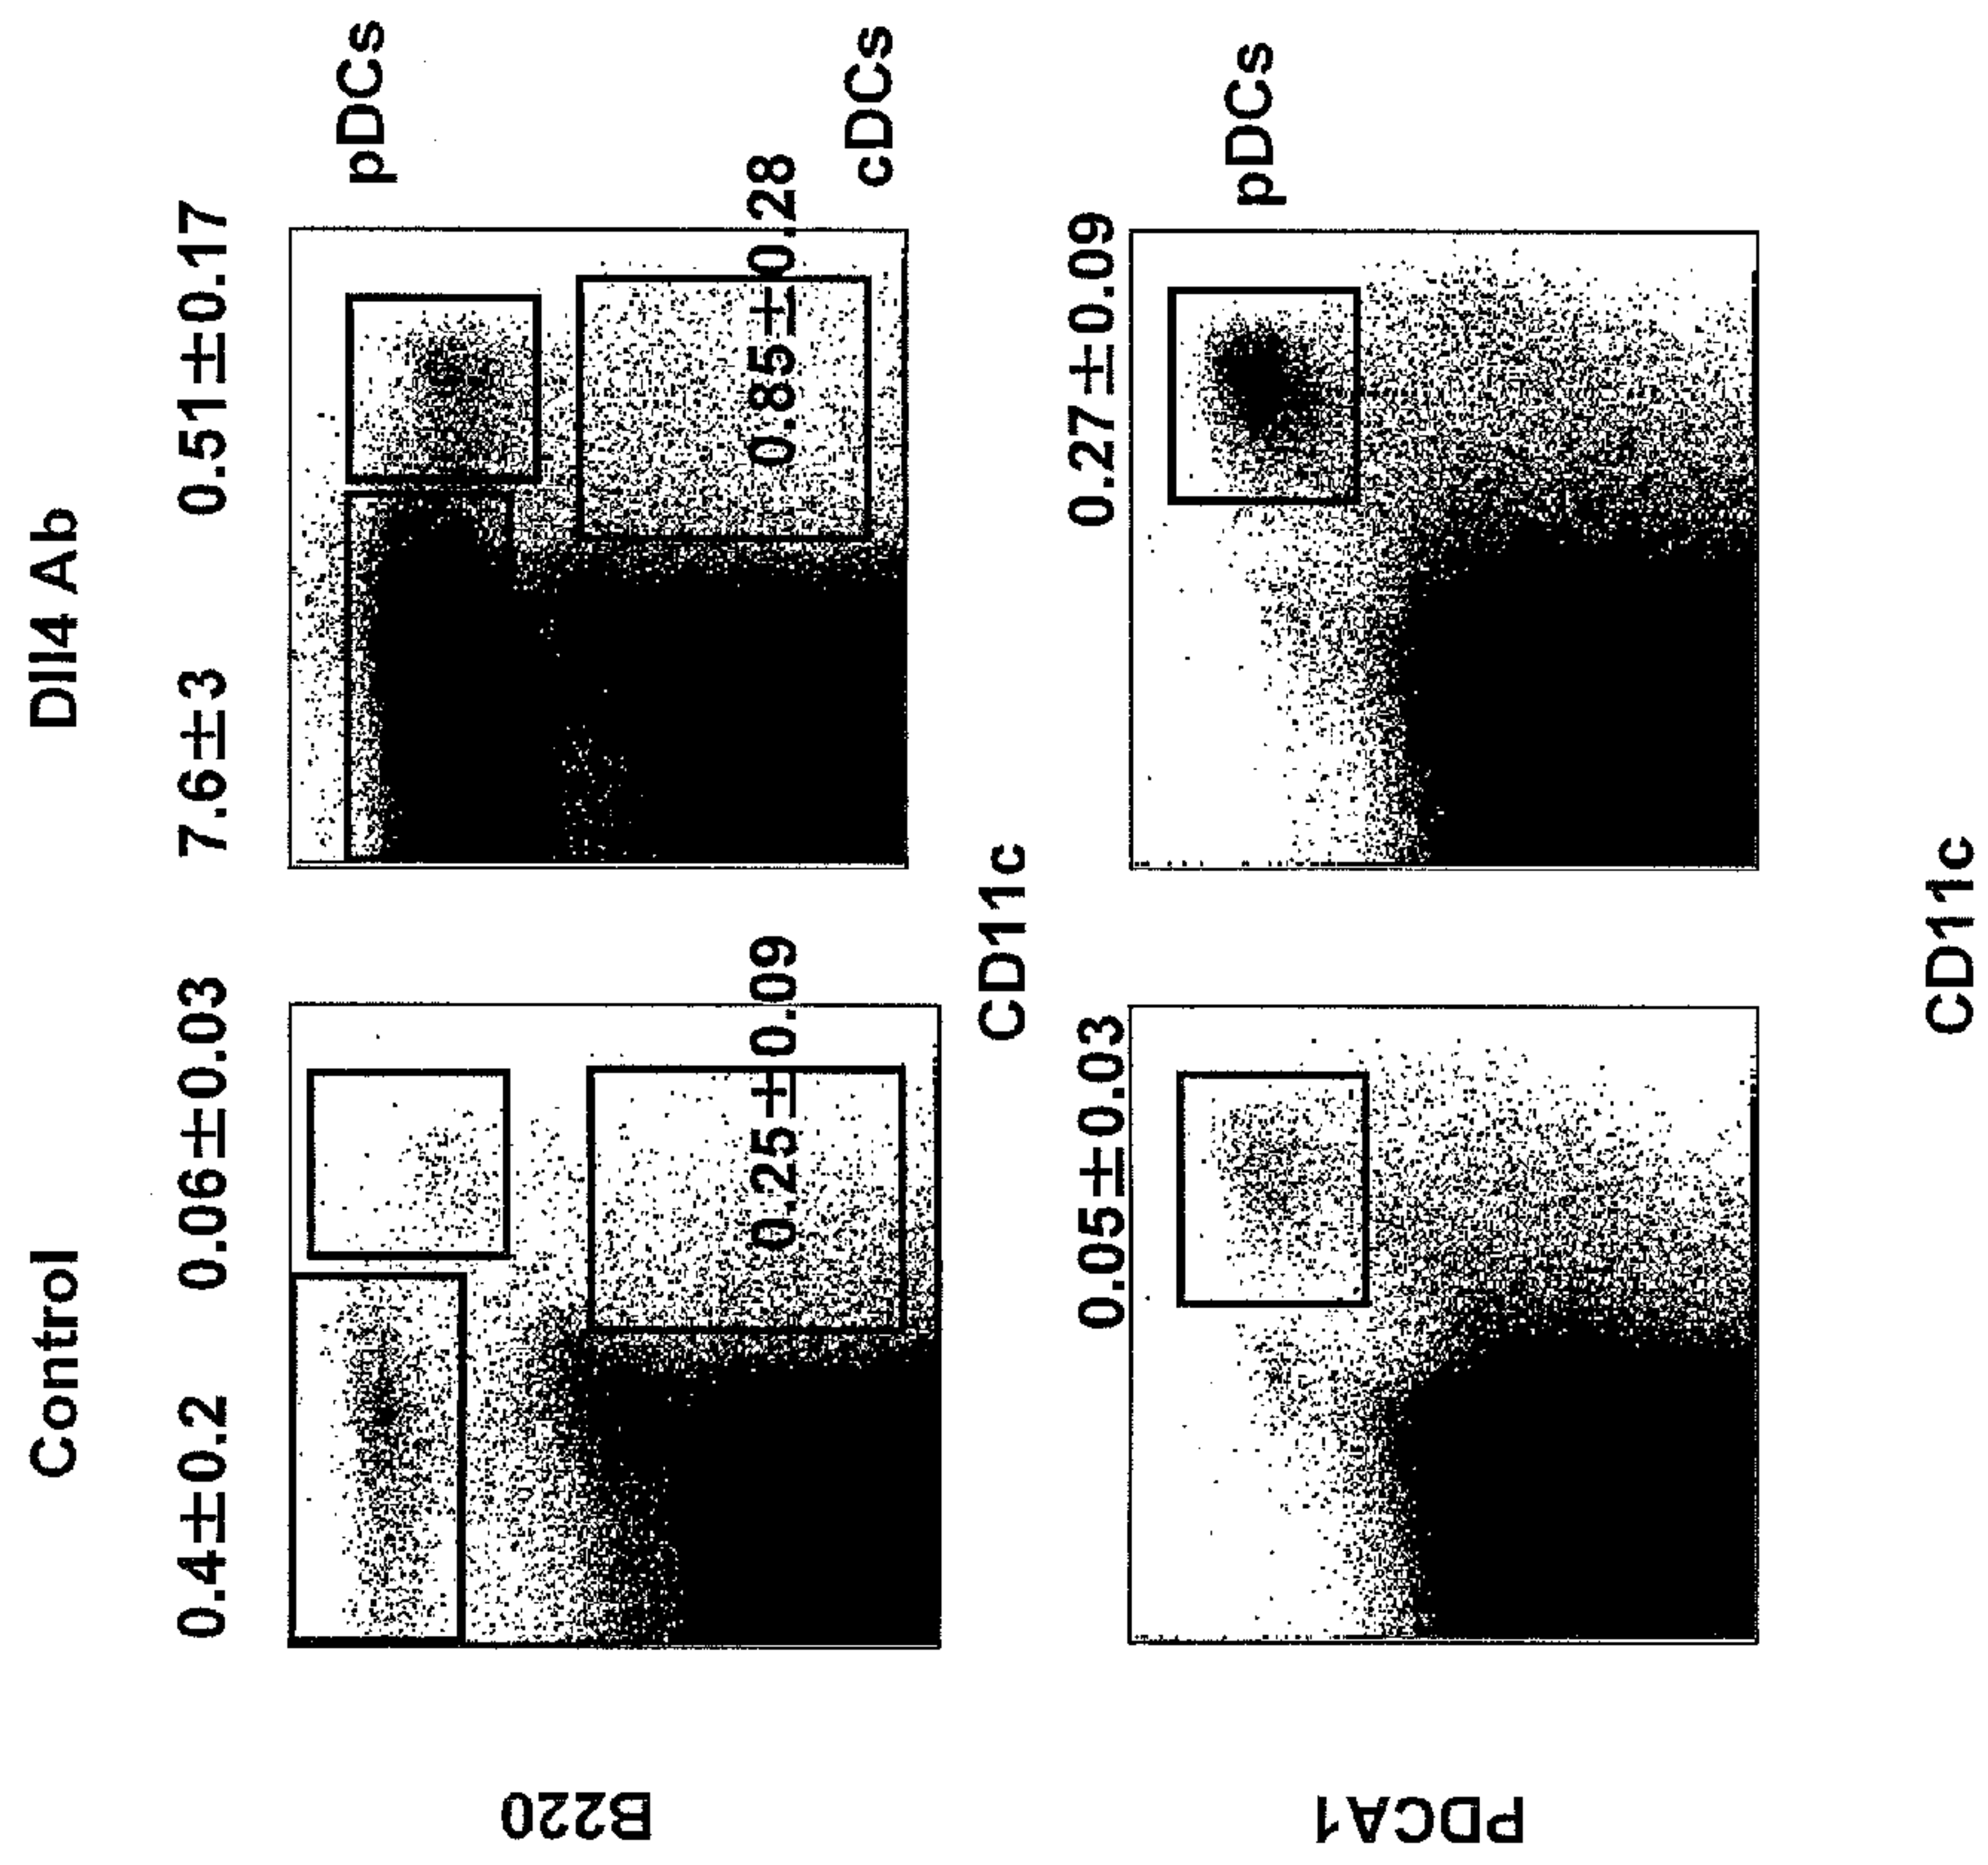 Control
Dll4 Ab
0.4±0.2
0.06±0.03
7.6±3
0.51±0.17
pDCs
B220
0.25±0.09
0.85±0.28
cDCs
CD11c
0.05±0.03
0.27±0.09
pDCs
PDCA1
CD11c